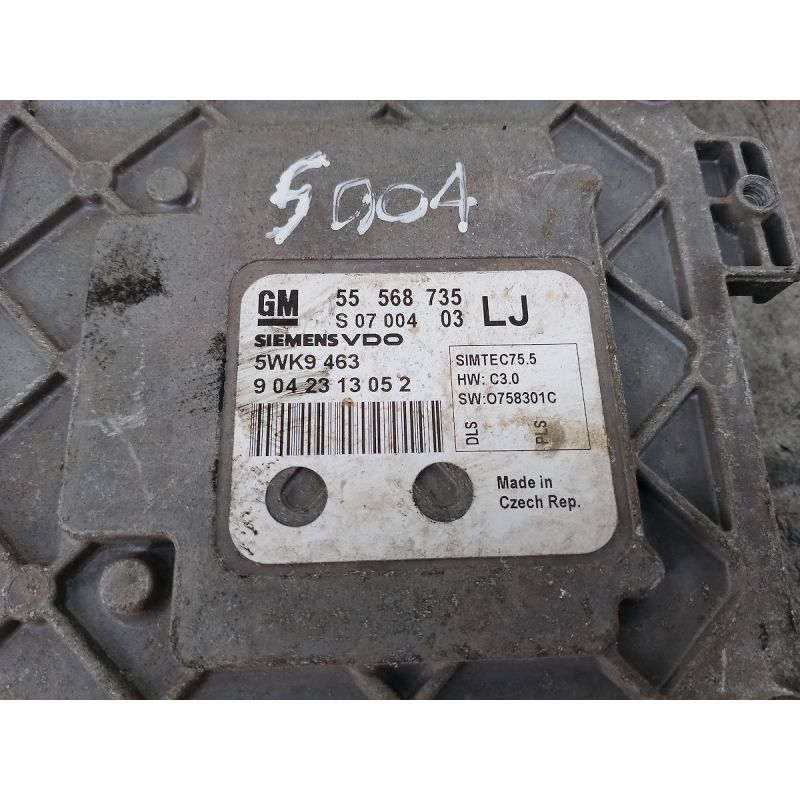 5004
GM 55 568 735
S 07 004 03 LJ
SIEMENS VDO
5WK9 463
9 04 23 13 05 2
SIMTEC75.5
HW: C3.0
SW:O758301C
DLS PLS
Made in
Czech Rep.